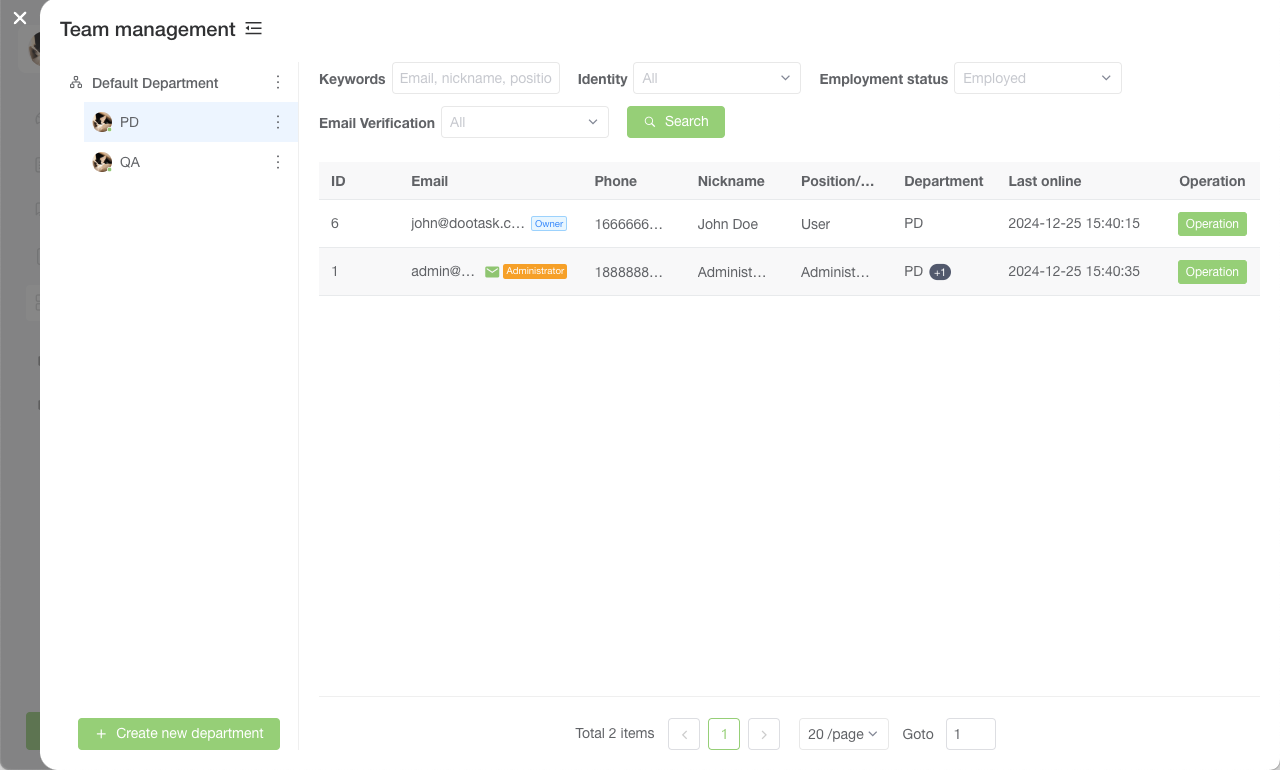 Team management
Default Department
PD
QA
Create new department
Keywords Email, nickname, positio Identity All Employment status Employed
Email Verification All Search
ID Email Phone Nickname Position/... Department Last online Operation
6 john@dootask.c... Owner 1666666... John Doe User PD 2024-12-25 15:40:15 Operation
1 admin@... Administrator 1888888... Administ... Administ... PD +1 2024-12-25 15:40:35 Operation
Total 2 items 1 20 /page Goto 1